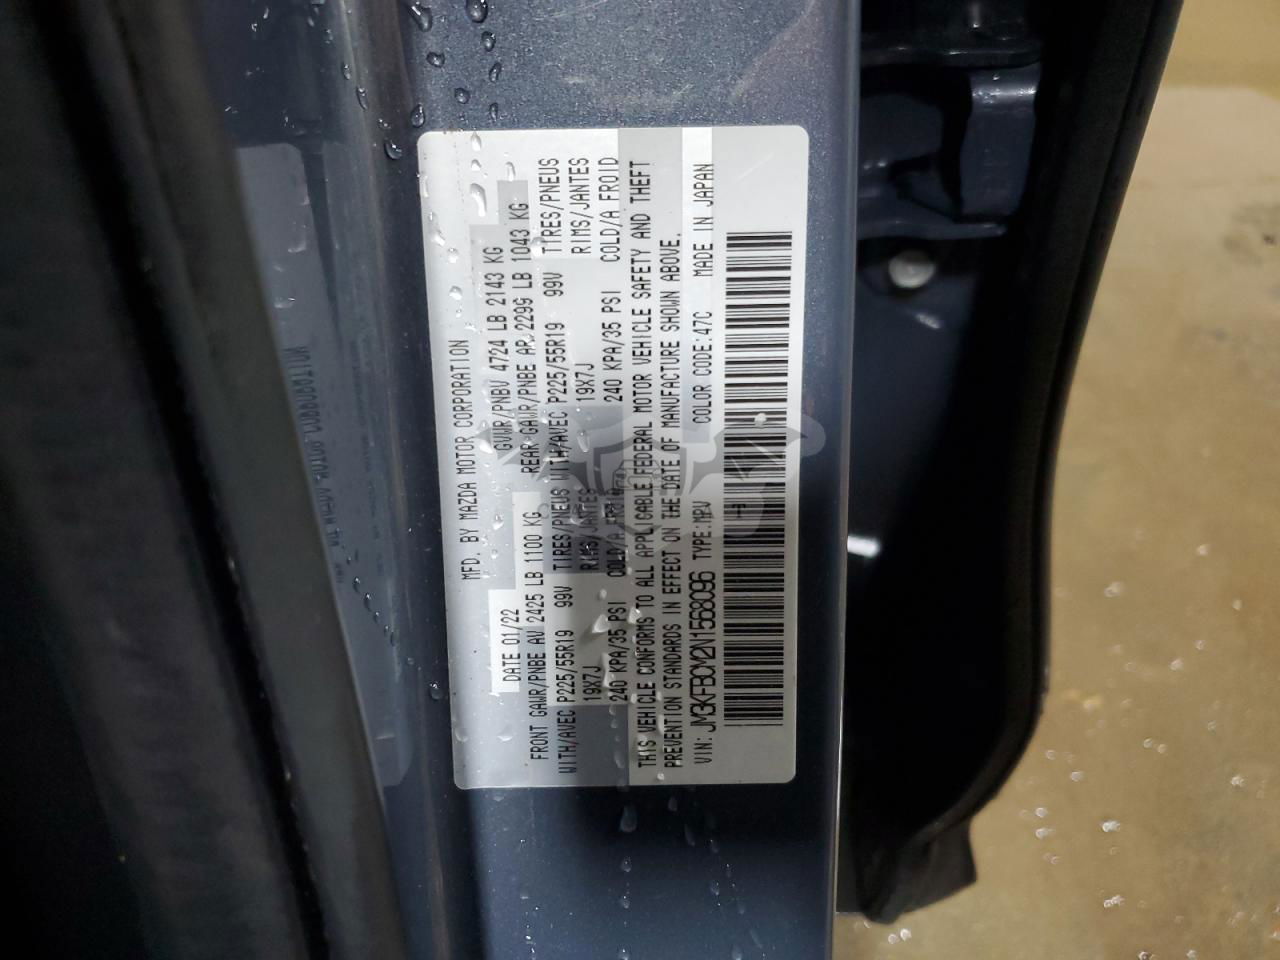 MFD. BY MAZDA MOTOR CORPORATION
DATE 01/22 GVWR/PNBV 4724 LB 2143 KG
FRONT GAWR/PNBE AV 2425 LB 1100 KG REAR GAWR/PNBE AR 2299 LB 1043 KG
WITH/AVEC P225/55R19 99V TIRES/PNEUS WITH/AVEC P225/55R19 99V TIRES/PNEUS
19X7J RIMS/JANTES 19X7J RIMS/JANTES
240 KPA/35 PSI COLD/A FROID 240 KPA/35 PSI COLD/A FROID
THIS VEHICLE CONFORMS TO ALL APPLICABLE FEDERAL MOTOR VEHICLE SAFETY AND THEFT
PREVENTION STANDARDS IN EFFECT ON THE DATE OF MANUFACTURE SHOWN ABOVE.
VIN: JM3KFBCM2N1568096 TYPE:MPV COLOR CODE:47C MADE IN JAPAN